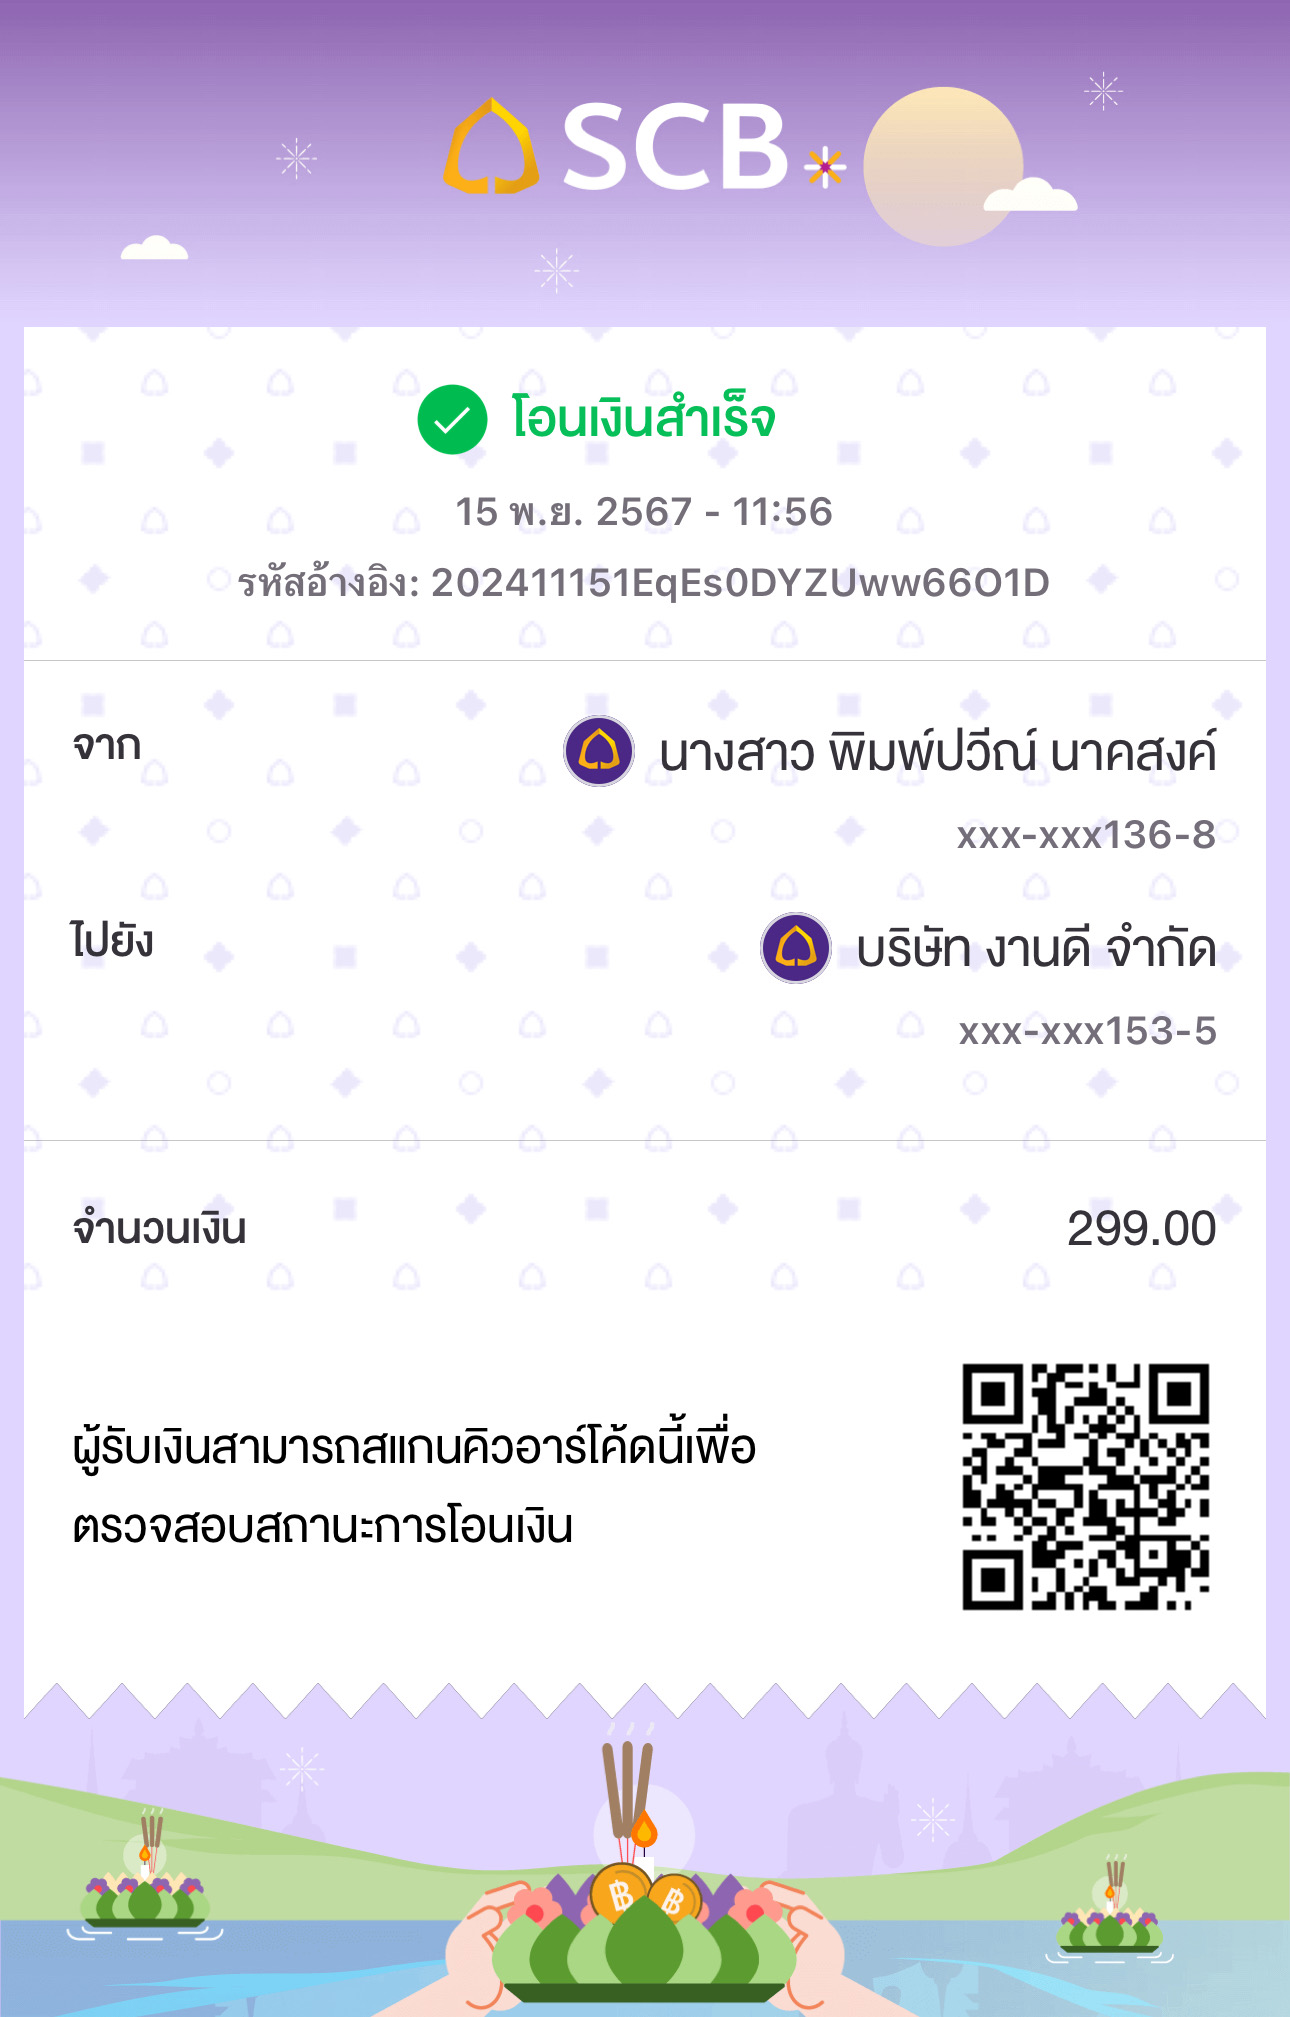 SCB
โอนเงินสำเร็จ
15 พ.ย. 2567 - 11:56
รหัสอ้างอิง: 202411151EqEs0DYZUww66O1D
จาก
นางสาว พิมพ์ปวีณ์ นาคสงค์
xxx-xxx136-8
ไปยัง
บริษัท งานดี จำกัด
xxx-xxx153-5
จำนวนเงิน
299.00
ผู้รับเงินสามารถสแกนคิวอาร์โค้ดนี้เพื่อ
ตรวจสอบสถานะการโอนเงิน
฿ ฿